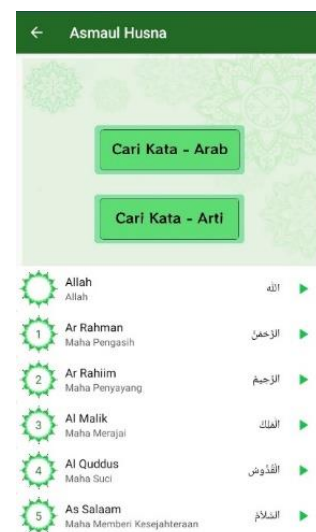 Asmaul Husna
Cari Kata - Arab
Cari Kata - Arti
Allah
الله
Allah
1
Ar Rahman
الرَّحْمَنُ
Maha Pengasih
2
Ar Rahiim
الرَّحِيمُ
Maha Penyayang
3
Al Malik
المَلِكُ
Maha Merajai
4
Al Quddus
القُدُّوسُ
Maha Suci
5
As Salaam
السَّلاَمُ
Maha Memberi Kesejahteraan